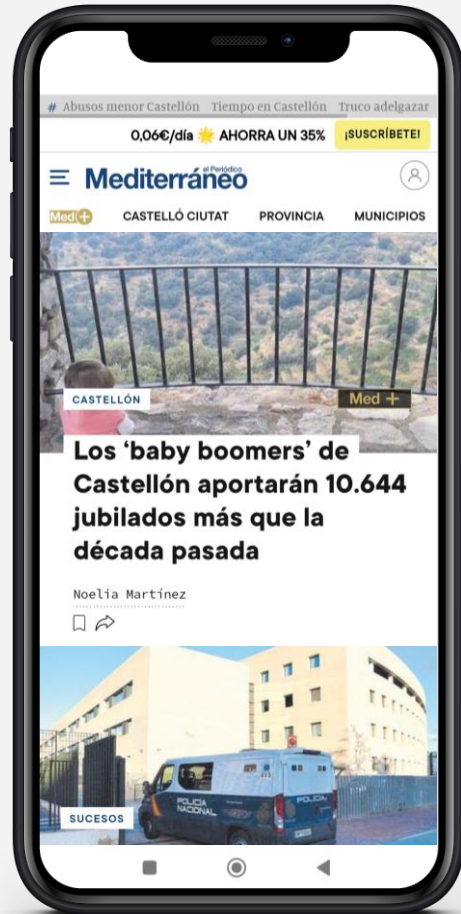 # Abusos menor Castellón Tiempo en Castellón Truco adelgazar
0,06€/día 🌟 AHORRA UN 35% ¡SUSCRÍBETE!
el Periódico
Mediterráneo
Med + CASTELLÓ CIUTAT PROVINCIA MUNICIPIOS
CASTELLÓN
Med +
Los ‘baby boomers’ de
Castellón aportarán 10.644
jubilados más que la
década pasada
Noelia Martínez
POLICÍA
NACIONAL
POLICÍA
SUCESOS